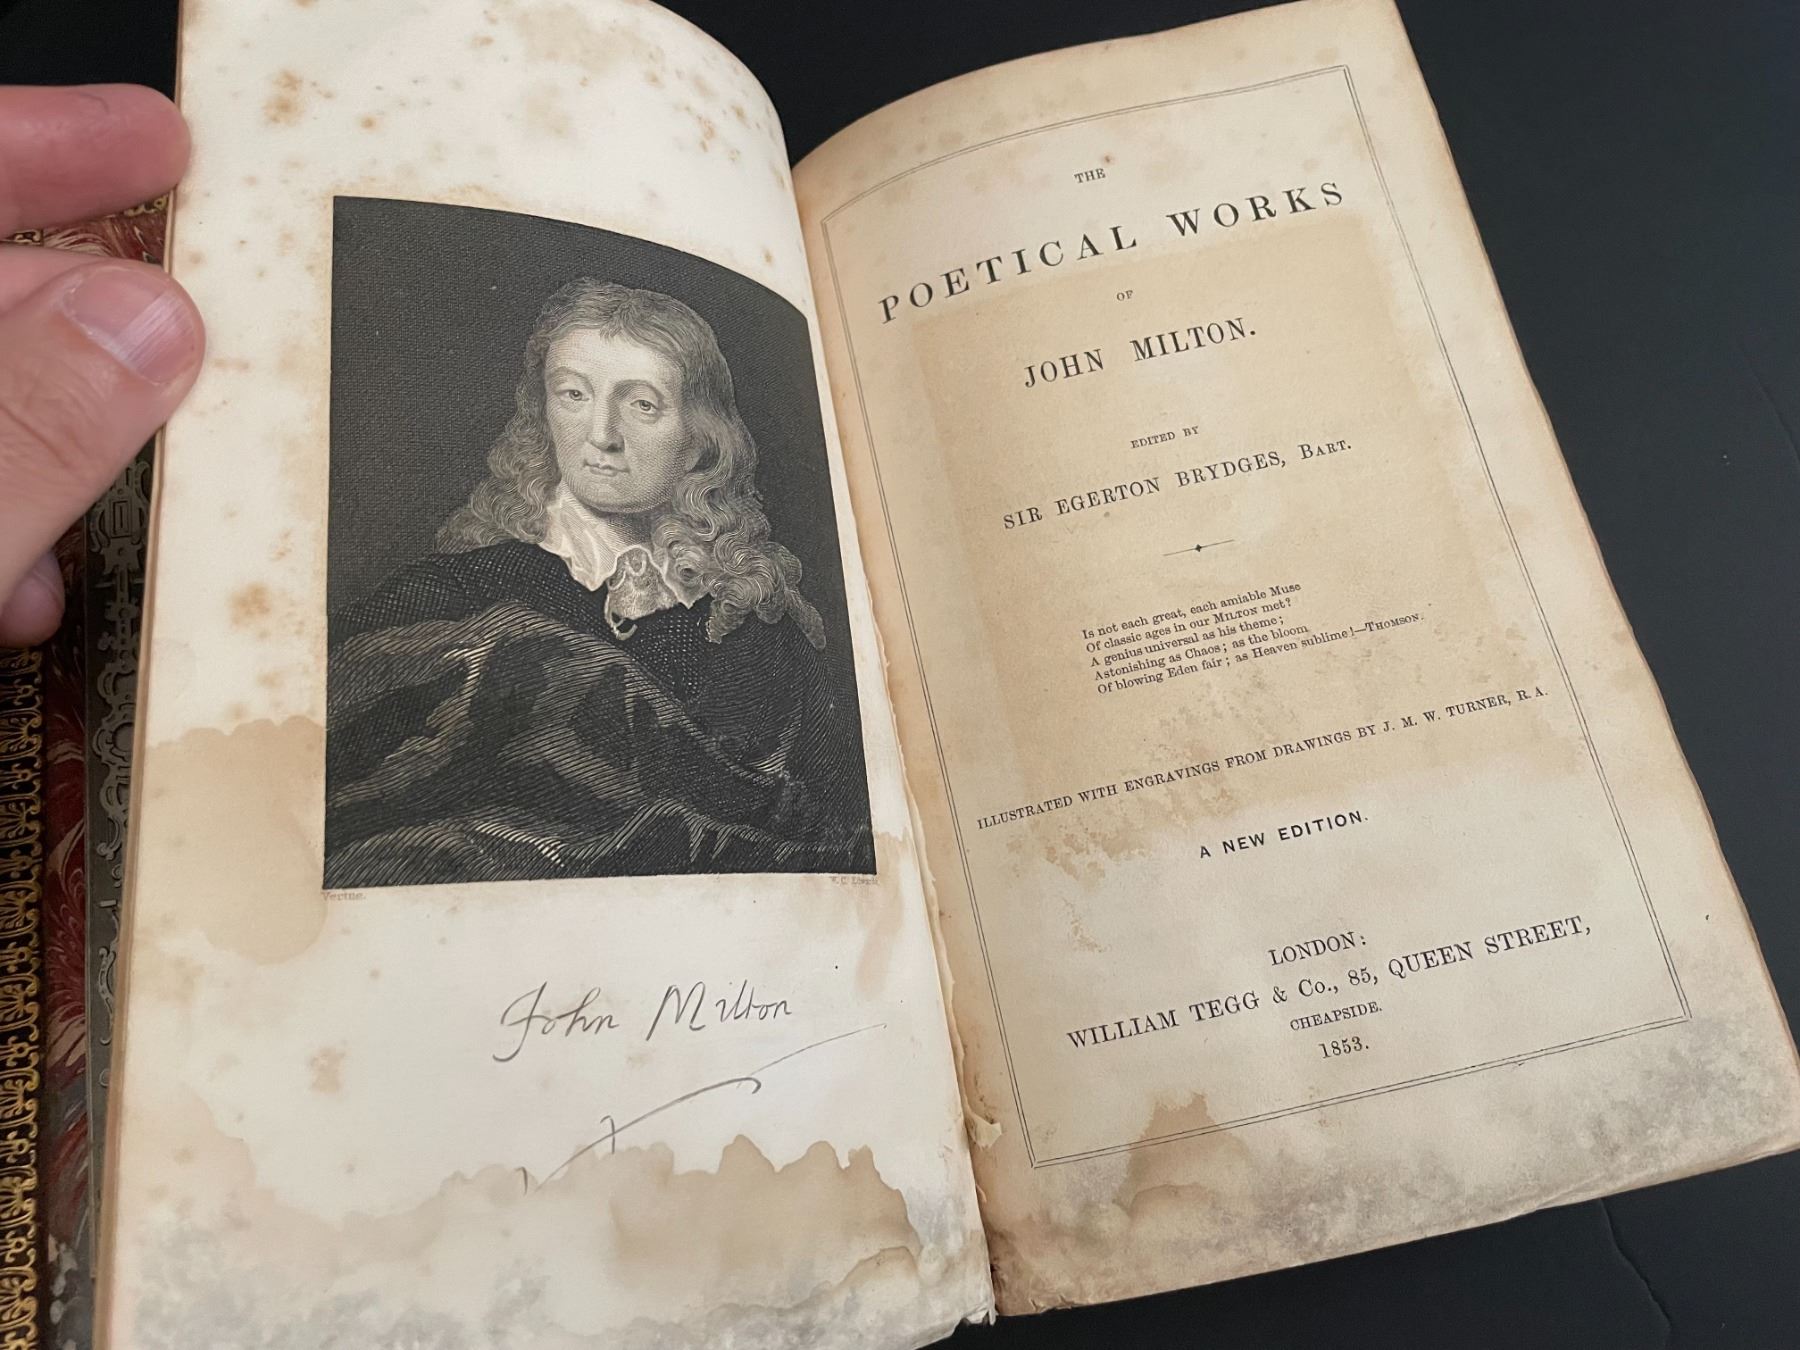 Vertue.
John Milton
THE
POETICAL WORKS
OF
JOHN MILTON.
EDITED BY
SIR EGERTON BRYDGES, BART.
Is not each great, each amiable Muse
Of classic ages in our MILTON met?
A genius universal as his theme;
Astonishing as Chaos; as the bloom
Of blowing Eden fair; as Heaven sublime!—THOMSON.
ILLUSTRATED WITH ENGRAVINGS FROM DRAWINGS BY J. M. W. TURNER, R. A.
A NEW EDITION.
LONDON:
WILLIAM TEGG & Co., 85, QUEEN STREET,
CHEAPSIDE.
1853.